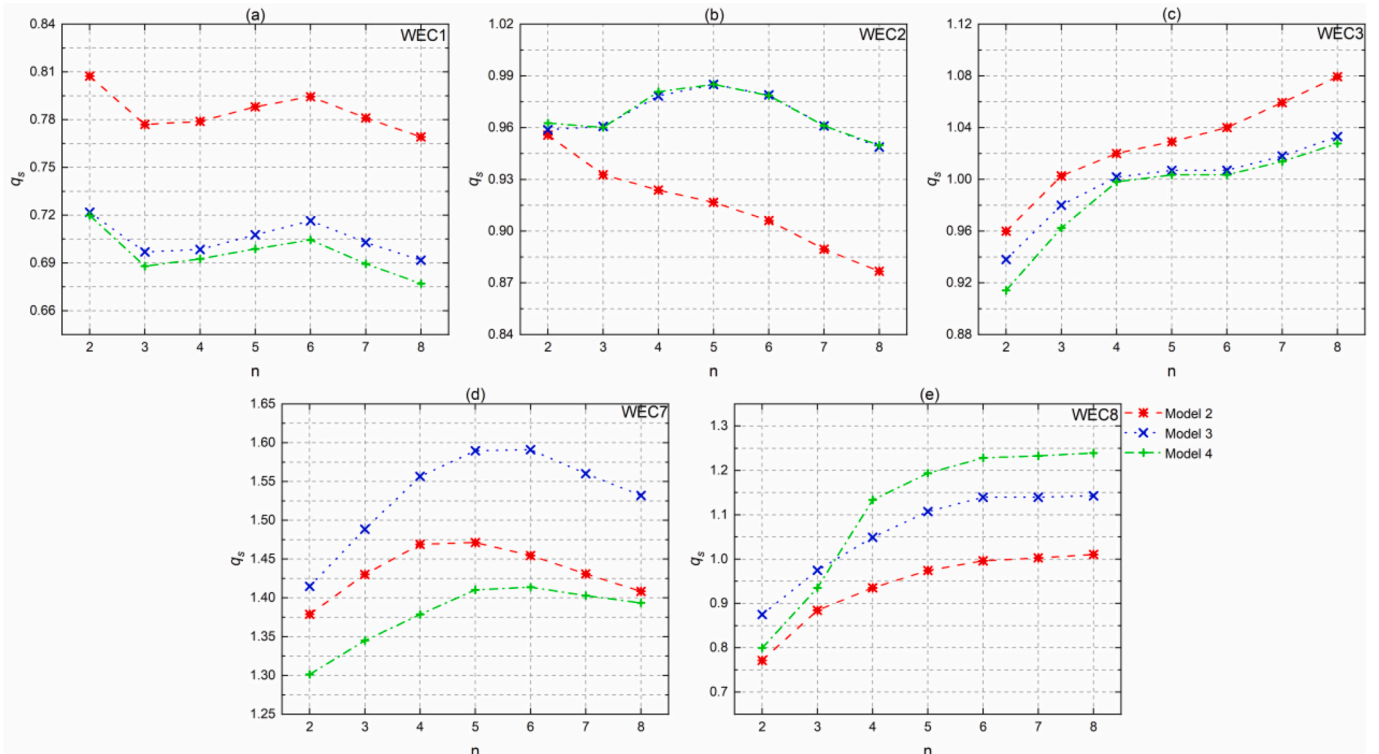 (a) (b) (c)
0.84 WEC1 1.02 WEC2 1.12 WEC3
0.81 0.99 1.08
0.78 0.96 1.04
0.75 0.93 1.00
qs qs qs
0.72 0.90 0.96
0.69 0.87 0.92
0.66 0.84 0.88
2 3 4 5 6 7 8 2 3 4 5 6 7 8 2 3 4 5 6 7 8
n n n
(d) (e)
1.65 WEC7 WEC8 Model 2
1.60 1.3 Model 3
1.55 1.2 Model 4
1.50 1.1
1.45 1.0
qs qs
1.40 0.9
1.35 0.8
1.30 0.7
1.25
2 3 4 5 6 7 8 2 3 4 5 6 7 8
n n